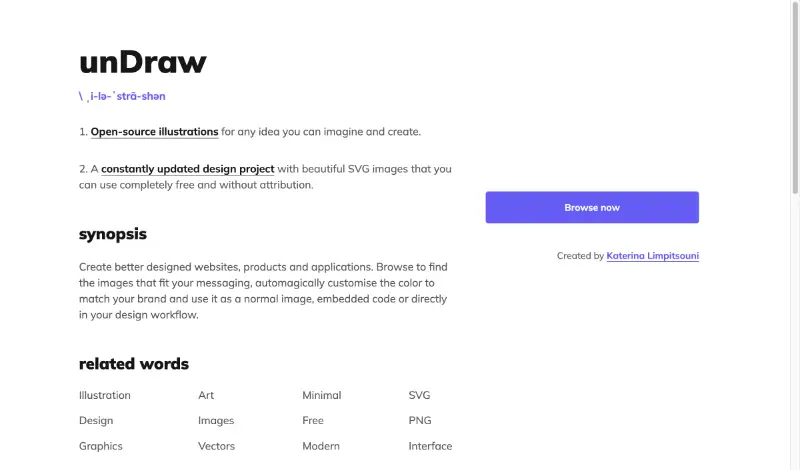 unDraw
\ ˌi-lə-ˈstrā-shən
1. Open-source illustrations for any idea you can imagine and create.
2. A constantly updated design project with beautiful SVG images that you
can use completely free and without attribution.
Browse now
Created by Katerina Limpitsouni
synopsis
Create better designed websites, products and applications. Browse to find
the images that fit your messaging, automagically customise the color to
match your brand and use it as a normal image, embedded code or directly
in your design workflow.
related words
Illustration Art Minimal SVG
Design Images Free PNG
Graphics Vectors Modern Interface